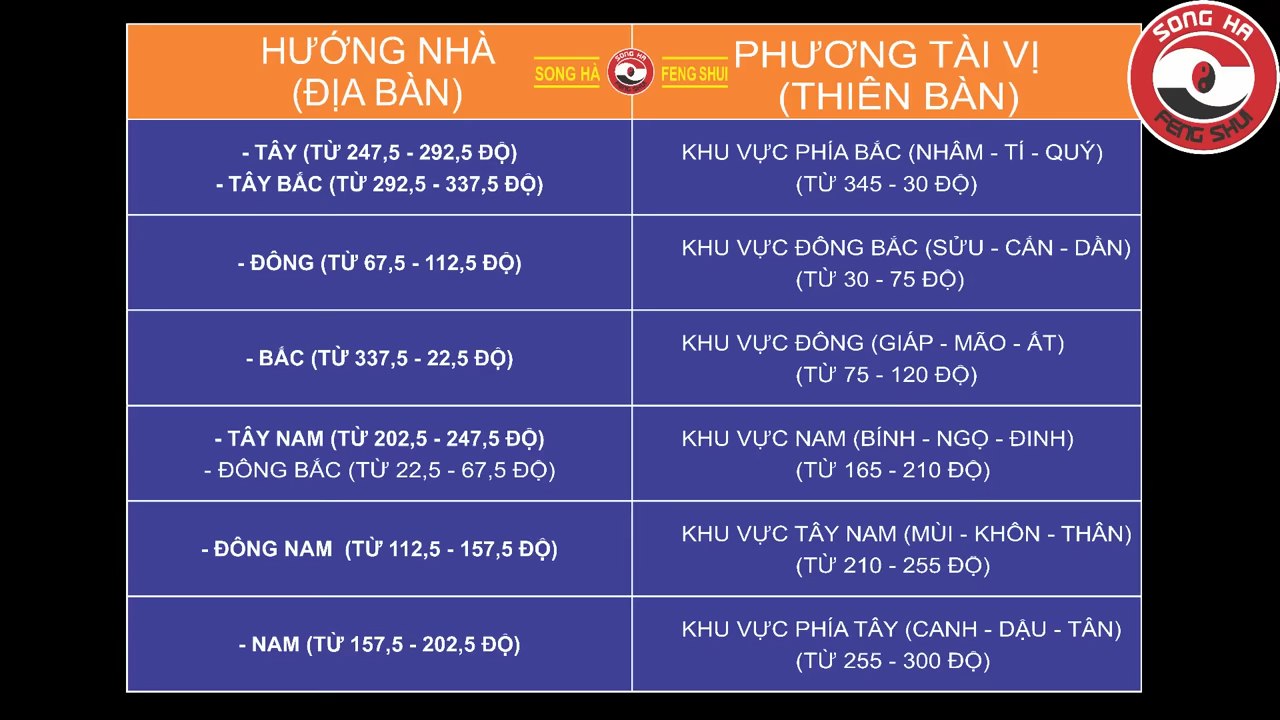 HƯỚNG NHÀ
(ĐỊA BÀN)
SONG HÀ
SONG HÀ
FENG SHUI
FENG SHUI
PHƯƠNG TÀI VỊ
(THIÊN BÀN)
SONG HA
FENG SHUI
- TÂY (TỪ 247,5 - 292,5 ĐỘ)
- TÂY BẮC (TỪ 292,5 - 337,5 ĐỘ)
KHU VỰC PHÍA BẮC (NHÂM - TÍ - QUÝ)
(TỪ 345 - 30 ĐỘ)
- ĐÔNG (TỪ 67,5 - 112,5 ĐỘ)
KHU VỰC ĐÔNG BẮC (SỬU - CẤN - DẦN)
(TỪ 30 - 75 ĐỘ)
- BẮC (TỪ 337,5 - 22,5 ĐỘ)
KHU VỰC ĐÔNG (GIÁP - MÃO - ẤT)
(TỪ 75 - 120 ĐỘ)
- TÂY NAM (TỪ 202,5 - 247,5 ĐỘ)
- ĐÔNG BẮC (TỪ 22,5 - 67,5 ĐỘ)
KHU VỰC NAM (BÍNH - NGỌ - ĐINH)
(TỪ 165 - 210 ĐỘ)
- ĐÔNG NAM (TỪ 112,5 - 157,5 ĐỘ)
KHU VỰC TÂY NAM (MÙI - KHÔN - THÂN)
(TỪ 210 - 255 ĐỘ)
- NAM (TỪ 157,5 - 202,5 ĐỘ)
KHU VỰC PHÍA TÂY (CANH - DẬU - TÂN)
(TỪ 255 - 300 ĐỘ)